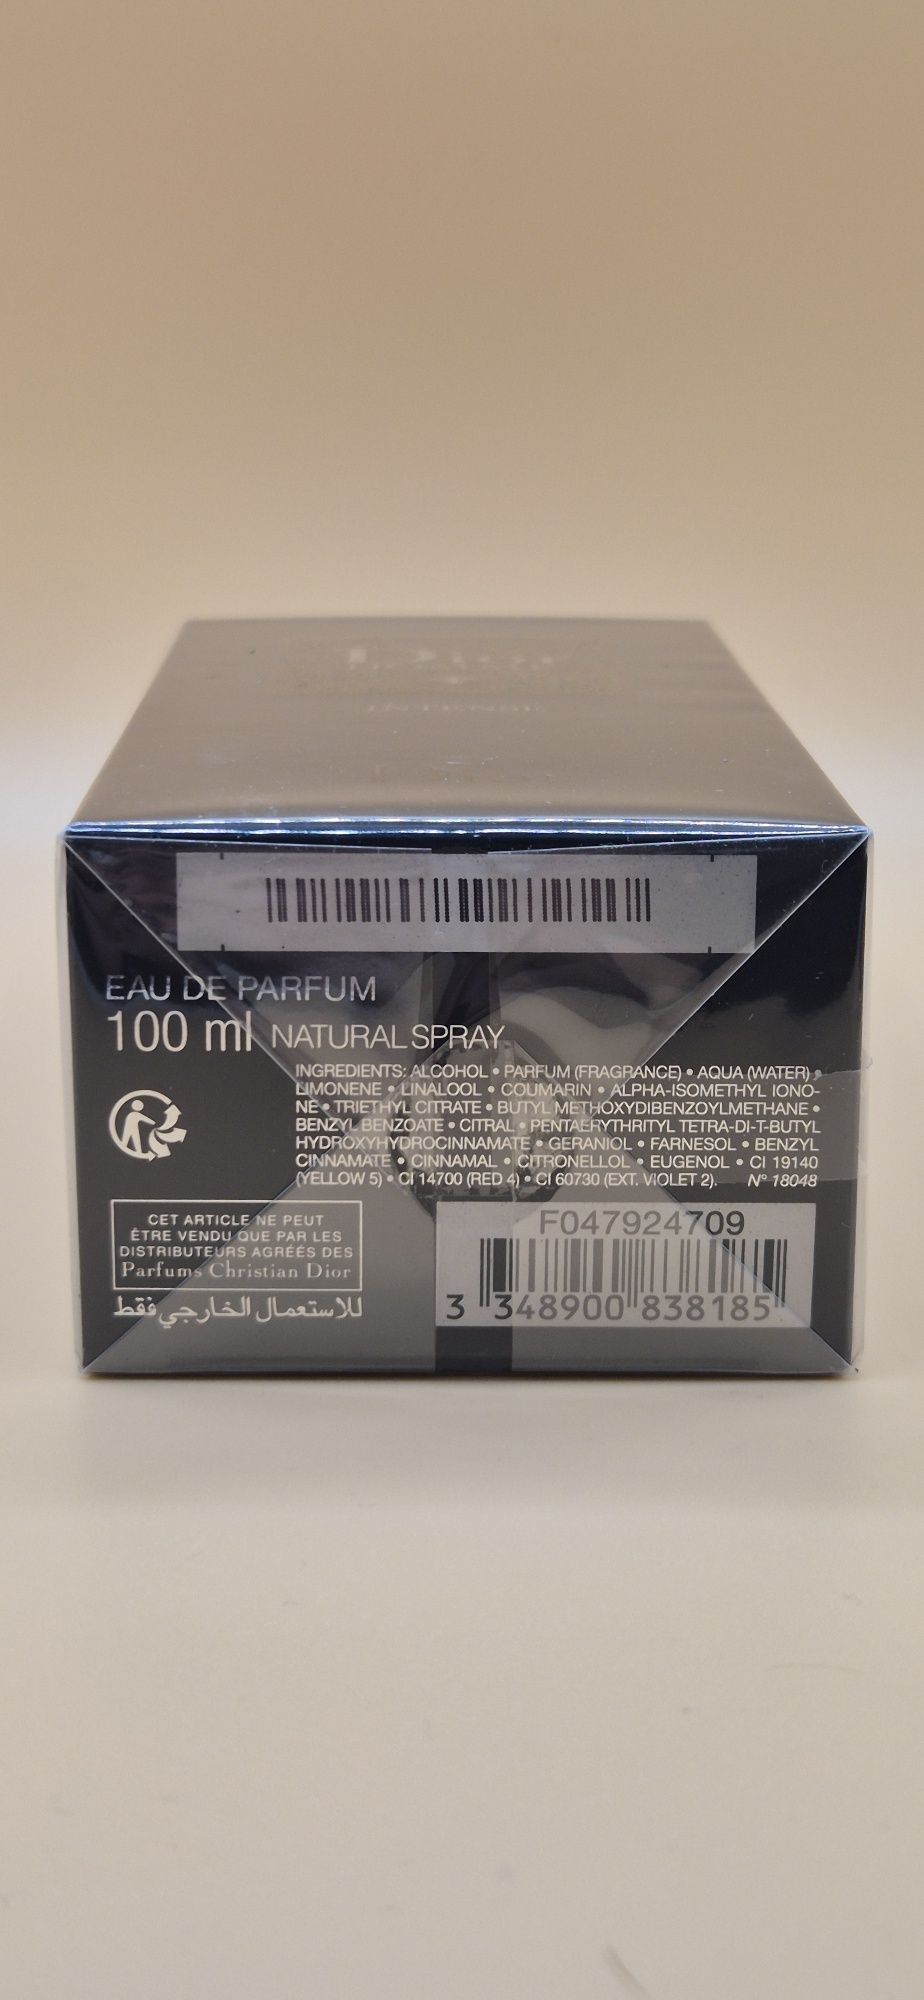 Dior
INTENSE
EAU DE PARFUM
100 ml NATURAL SPRAY
INGREDIENTS: ALCOHOL • PARFUM (FRAGRANCE) • AQUA (WATER) •
LIMONENE • LINALOOL • COUMARIN • ALPHA-ISOMETHYL IONO-
NE • TRIETHYL CITRATE • BUTYL METHOXYDIBENZOYLMETHANE •
BENZYL BENZOATE • CITRAL • PENTAERYTHRITYL TETRA-DI-T-BUTYL
HYDROXYHYDROCINNAMATE • GERANIOL • FARNESOL • BENZYL
CINNAMATE • CINNAMAL • CITRONELLOL • EUGENOL • CI 19140
(YELLOW 5) • CI 14700 (RED 4) • CI 60730 (EXT. VIOLET 2). N° 18048
CET ARTICLE NE PEUT
ÊTRE VENDU QUE PAR LES
DISTRIBUTEURS AGRÉÉS DES
Parfums Christian Dior
للاستعمال الخارجي فقط
F047924709
3 348900 838185